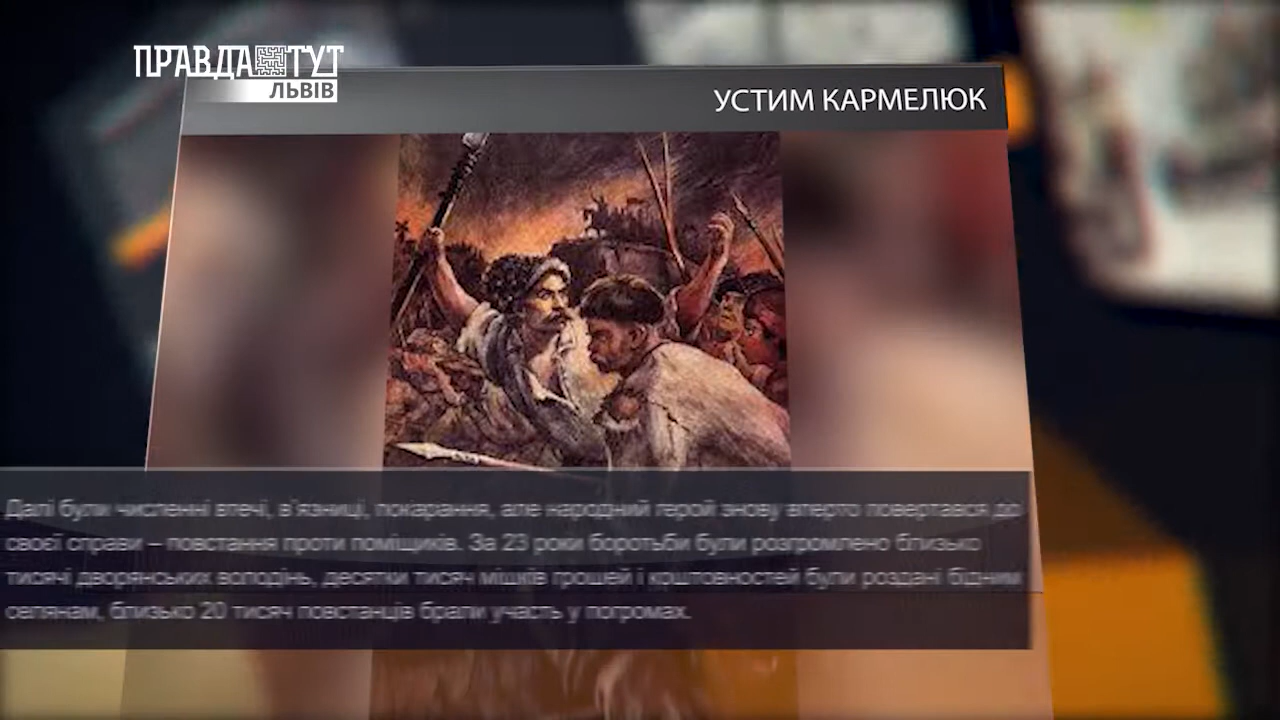 ПРАВДА ТУТ
ЛЬВІВ
УСТИМ КАРМЕЛЮК
Далі були численні втечі, в'язниці, покарання, але народний герой знову вперто повертався до
своєї справи – повстання проти поміщиків. За 23 роки боротьби були розгромлено близько
тисячі дворянських володінь, десятки тисяч мішків грошей і крштовностей були роздані бідним
селянам, близько 20 тисяч повстанців брали участь у погромах.